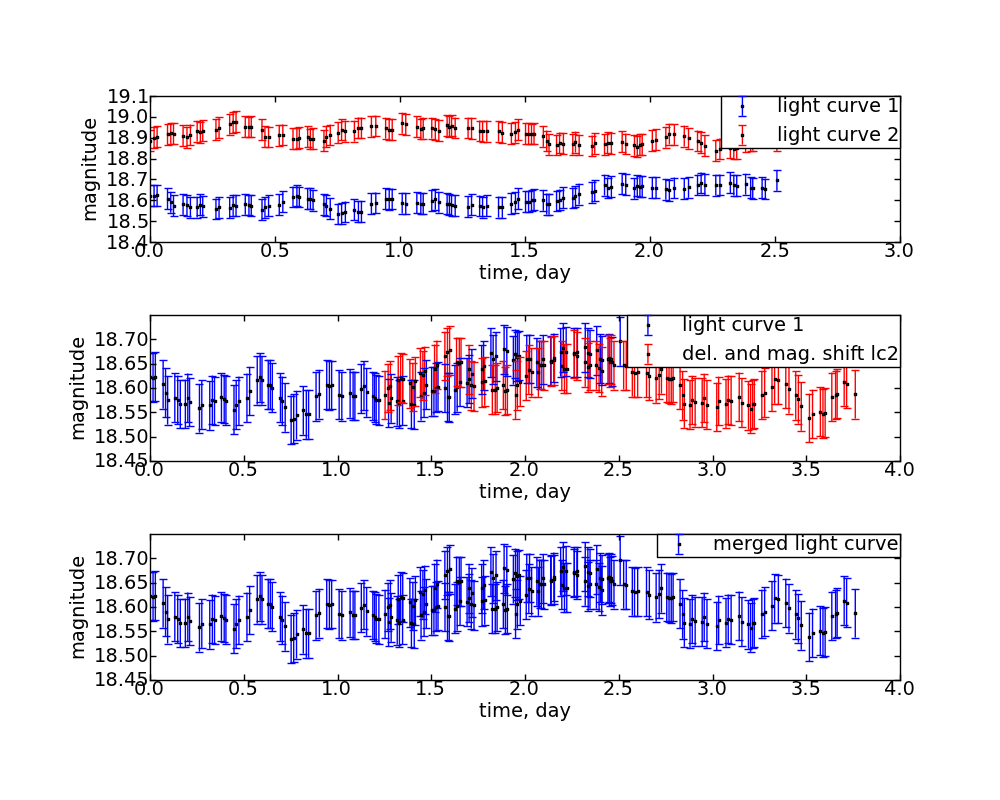 19.1
19.0
18.9
18.8
18.7
18.6
18.5
18.4
magnitude
light curve 1
light curve 2
0.0 0.5 1.0 1.5 2.0 2.5 3.0
time, day
18.70
18.65
18.60
18.55
18.50
18.45
magnitude
light curve 1
del. and mag. shift lc2
0.0 0.5 1.0 1.5 2.0 2.5 3.0 3.5 4.0
time, day
18.70
18.65
18.60
18.55
18.50
18.45
magnitude
merged light curve
0.0 0.5 1.0 1.5 2.0 2.5 3.0 3.5 4.0
time, day